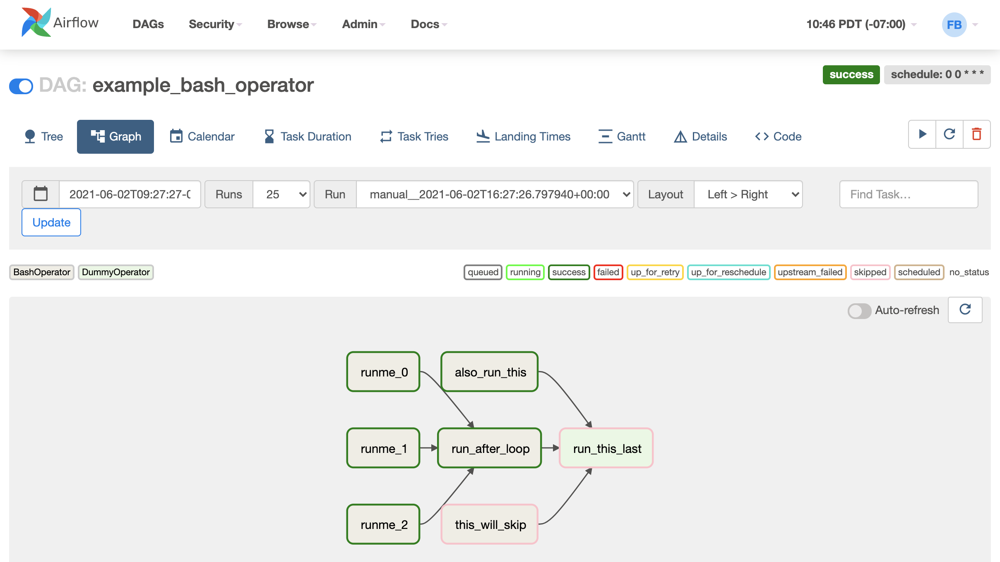 Airflow DAGs Security Browse Admin Docs 10:46 PDT (-07:00) FB
success schedule: 0 0 * * *
DAG: example_bash_operator
Tree Graph Calendar Task Duration Task Tries Landing Times Gantt Details Code
2021-06-02T09:27:27-0 Runs 25 Run manual__2021-06-02T16:27:26.797940+00:00 Layout Left > Right Find Task...
Update
BashOperator DummyOperator queued running success failed up_for_retry up_for_reschedule upstream_failed skipped scheduled no_status
Auto-refresh
runme_0 also_run_this
runme_1 run_after_loop run_this_last
runme_2 this_will_skip